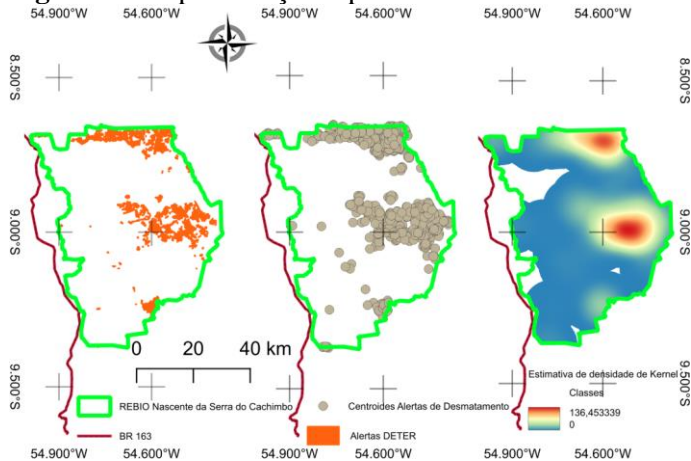 54.900°W 54.600°W 54.900°W 54.600°W 54.900°W 54.600°W
8.500°S 8.500°S
9.000°S 9.000°S
9.500°S 9.500°S
0 20 40 km
Estimativa de densidade de Kernel
Classes
136,453339
0
REBIO Nascente da Serra do Cachimbo
Centroides Alertas de Desmatamento
BR 163
Alertas DETER
54.900°W 54.600°W 54.900°W 54.600°W 54.900°W 54.600°W